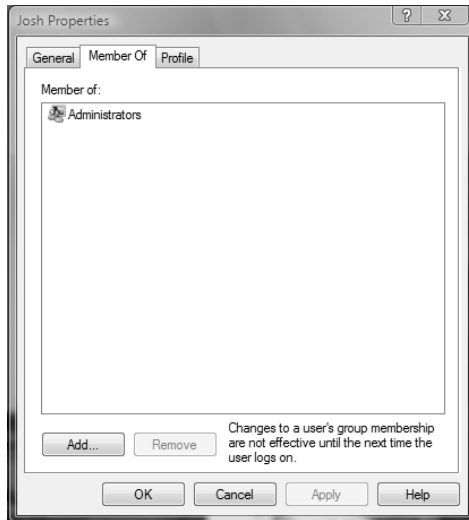 Josh Properties
General Member Of Profile
Member of:
Administrators
Add... Remove
Changes to a user's group membership
are not effective until the next time the
user logs on.
OK Cancel Apply Help